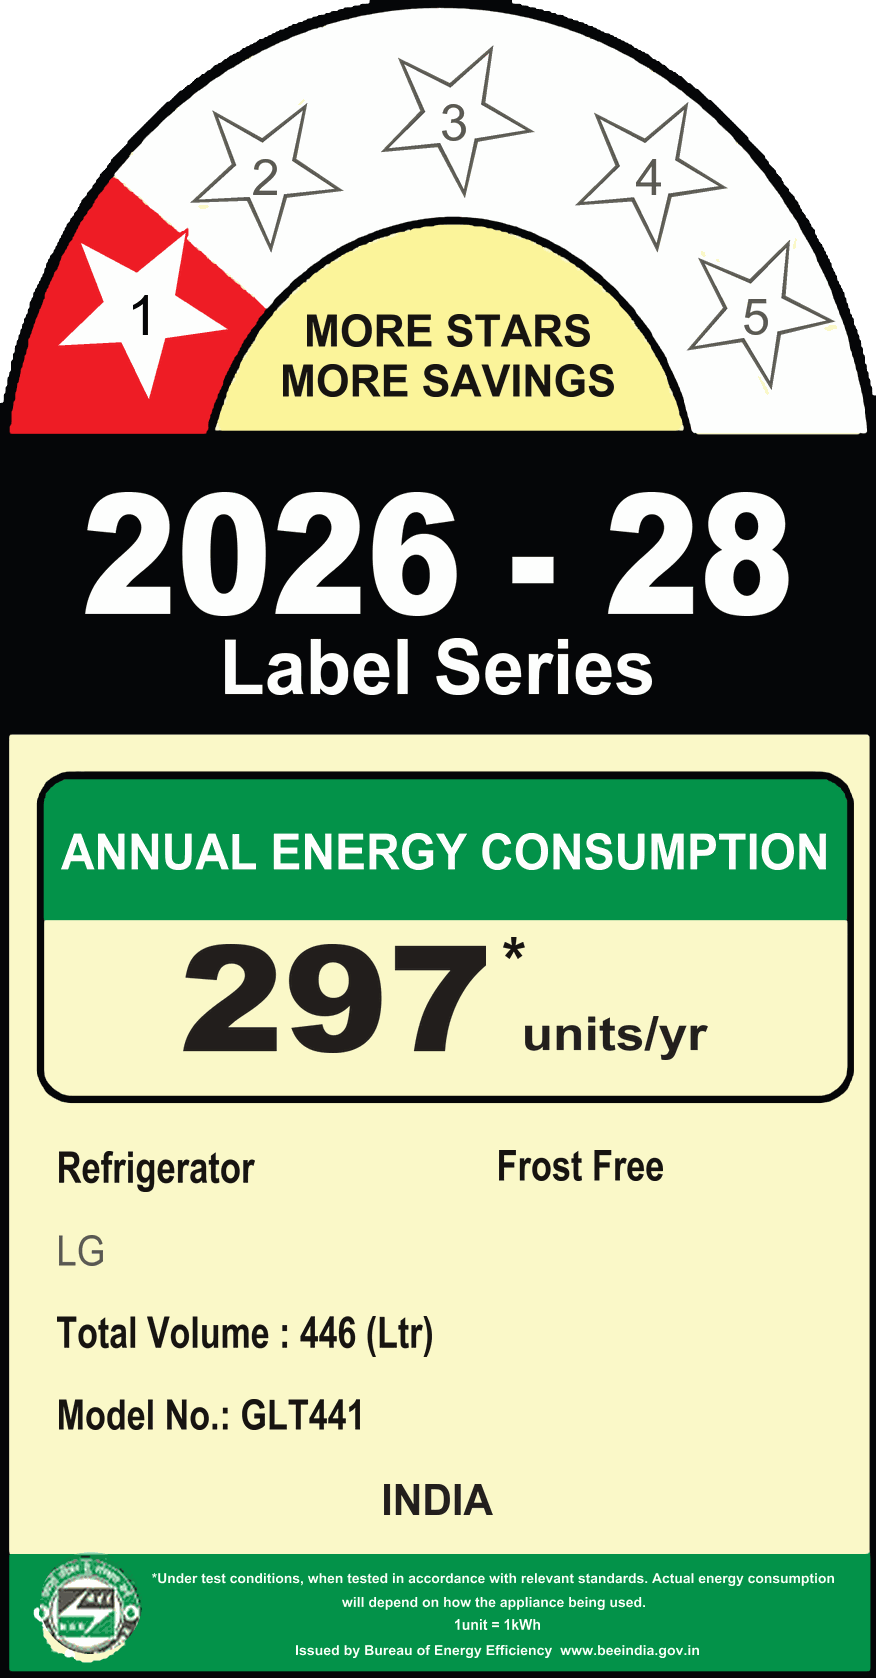 1
2
3
4
5
MORE STARS
MORE SAVINGS
2026 - 28
Label Series
ANNUAL ENERGY CONSUMPTION
297* units/yr
Refrigerator Frost Free
LG
Total Volume : 446 (Ltr)
Model No.: GLT441
INDIA
*Under test conditions, when tested in accordance with relevant standards. Actual energy consumption
will depend on how the appliance being used.
1unit = 1kWh
Issued by Bureau of Energy Efficiency www.beeindia.gov.in